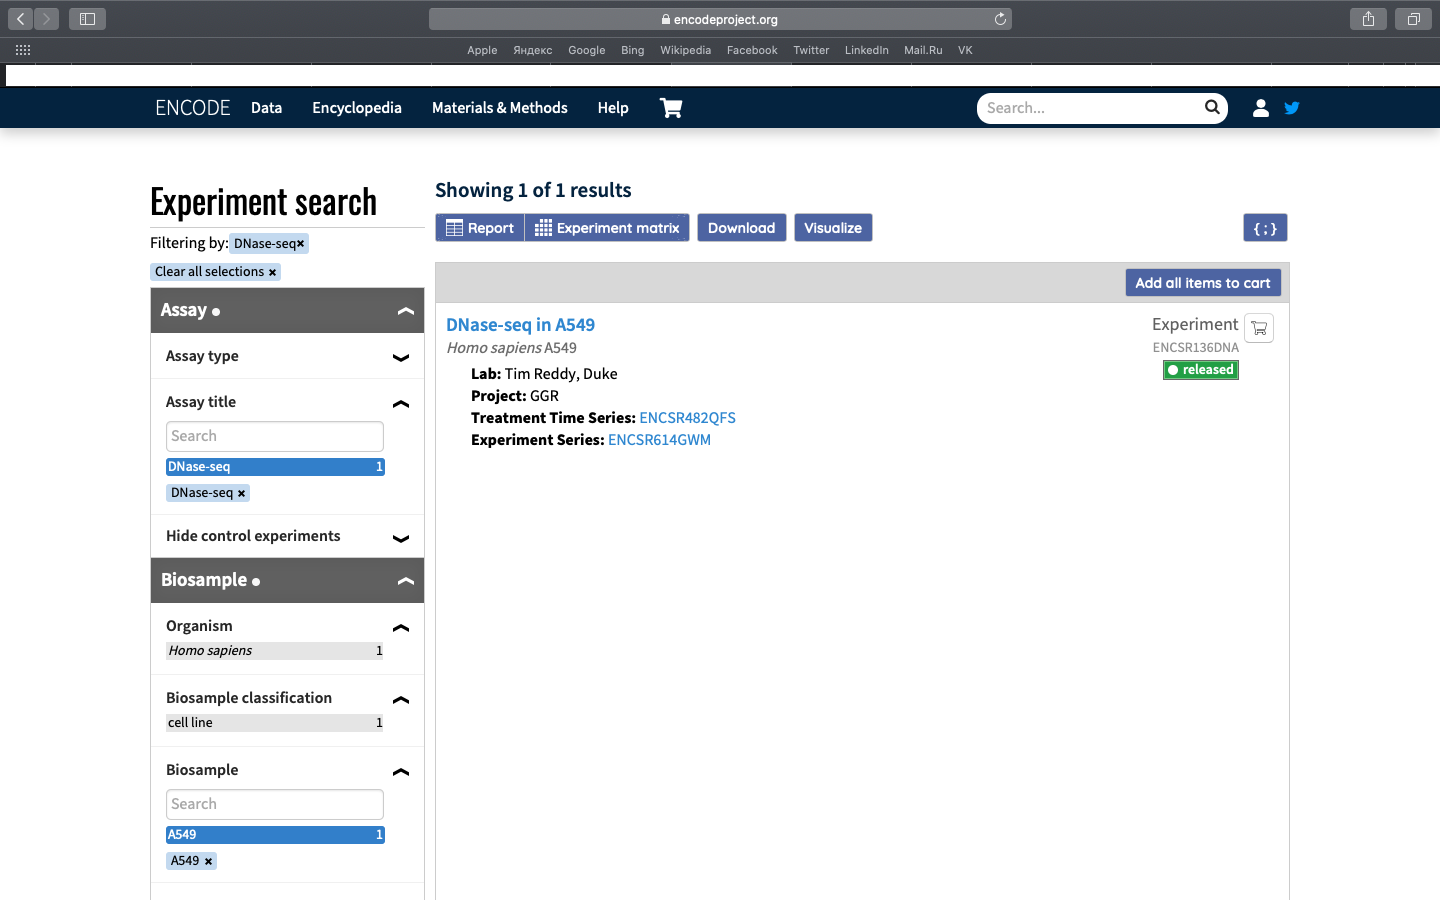 encodeproject.org
Apple Яндекс Google Bing Wikipedia Facebook Twitter LinkedIn Mail.Ru VK
ENCODE Data Encyclopedia Materials & Methods Help Search...
Experiment search
Filtering by: DNase-seq×
Clear all selections ×
Assay
Assay type
Assay title
Search
DNase-seq 1
DNase-seq ×
Hide control experiments
Biosample
Organism
Homo sapiens 1
Biosample classification
cell line 1
Biosample
Search
A549 1
A549 ×
Showing 1 of 1 results
Report Experiment matrix Download Visualize {;}
Add all items to cart
DNase-seq in A549
Homo sapiens A549
Lab: Tim Reddy, Duke
Project: GGR
Treatment Time Series: ENCSR482QFS
Experiment Series: ENCSR614GWM
Experiment
ENCSR136DNA
released